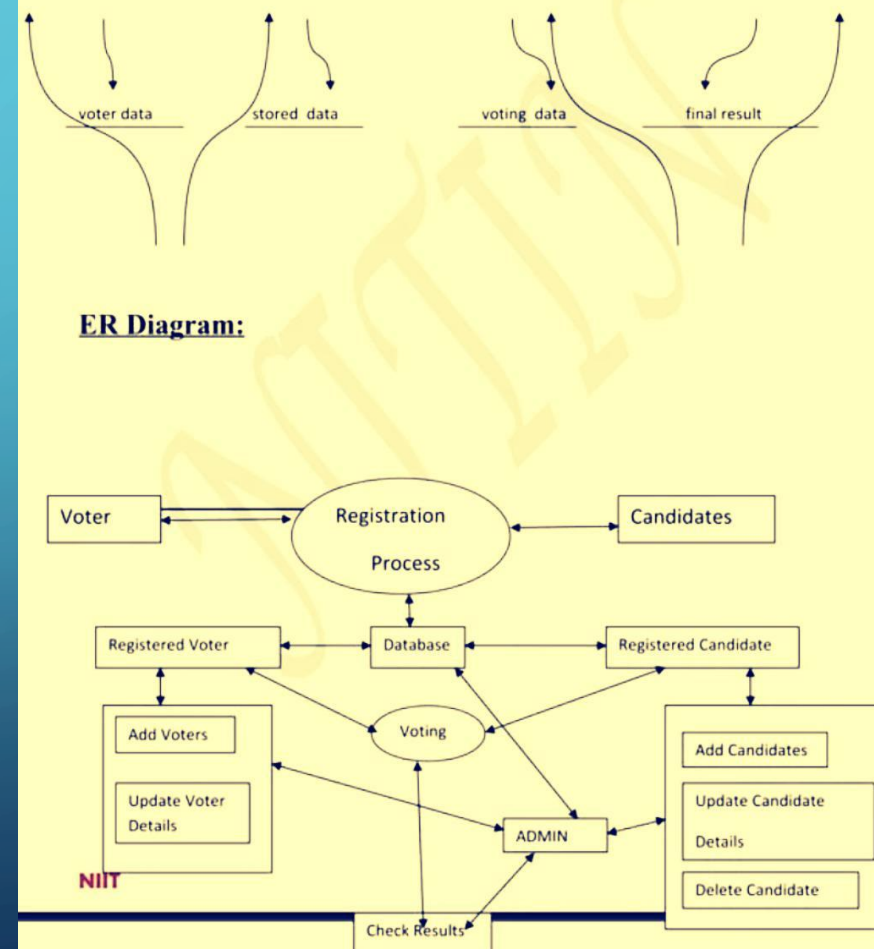 voter data
stored data
voting data
final result
NITIN
ER Diagram:
Voter
Registration
Process
Candidates
Registered Voter
Database
Registered Candidate
Add Voters
Update Voter
Details
Voting
ADMIN
Add Candidates
Update Candidate
Details
Delete Candidate
NIIT
Check Results